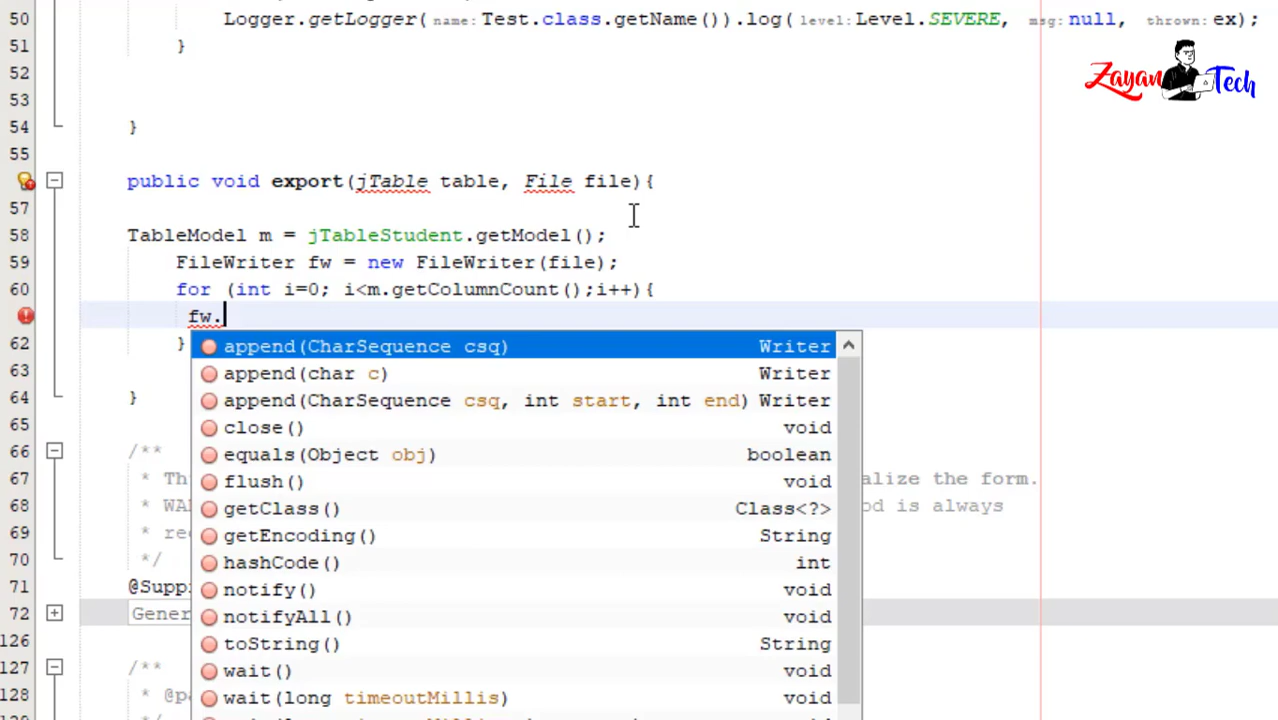 50 Logger.getLogger( name: Test.class.getName()).log( level: Level.SEVERE, msg: null, thrown: ex);
51 }
52
53
54 }
55
Zayan Tech
public void export(jTable table, File file){
57
58 TableModel m = jTableStudent.getModel();
59 FileWriter fw = new FileWriter(file);
60 for (int i=0; i<m.getColumnCount();i++){
fw.
62 }
63
64 }
65
66 /**
67 * Th alize the form.
68 * WA od is always
69 * re
70 */
71 @Supp
72 Gener
126
127 /**
128 * @pa
append(CharSequence csq) Writer
append(char c) Writer
append(CharSequence csq, int start, int end) Writer
close() void
equals(Object obj) boolean
flush() void
getClass() Class<?>
getEncoding() String
hashCode() int
notify() void
notifyAll() void
toString() String
wait() void
wait(long timeoutMillis) void